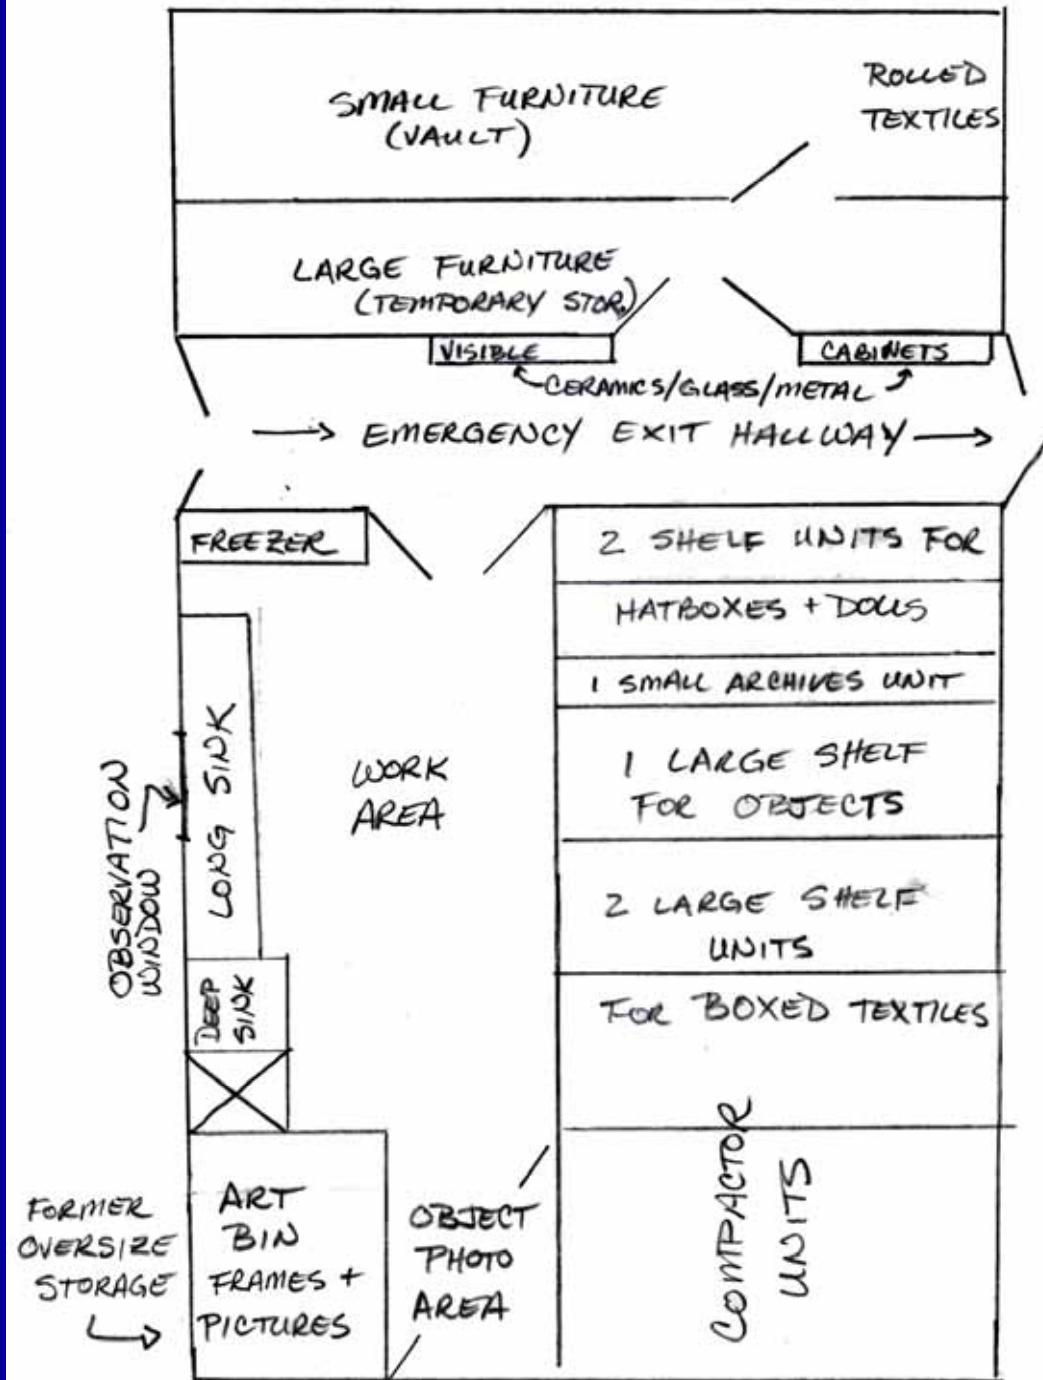 SMALL FURNITURE
(VAULT)
ROLLED
TEXTILES
LARGE FURNITURE
(TEMPORARY STOR.)
VISIBLE
CABINETS
CERAMICS/GLASS/METAL
EMERGENCY EXIT HALLWAY
FREEZER
2 SHELF UNITS FOR
HATBOXES + DOLLS
1 SMALL ARCHIVES UNIT
1 LARGE SHELF
FOR OBJECTS
2 LARGE SHELF
UNITS
FOR BOXED TEXTILES
COMPACTOR
UNITS
WORK
AREA
OBSERVATION
WINDOW
LONG SINK
DEEP
SINK
FORMER
OVERSIZE
STORAGE
ART
BIN
FRAMES +
PICTURES
OBJECT
PHOTO
AREA